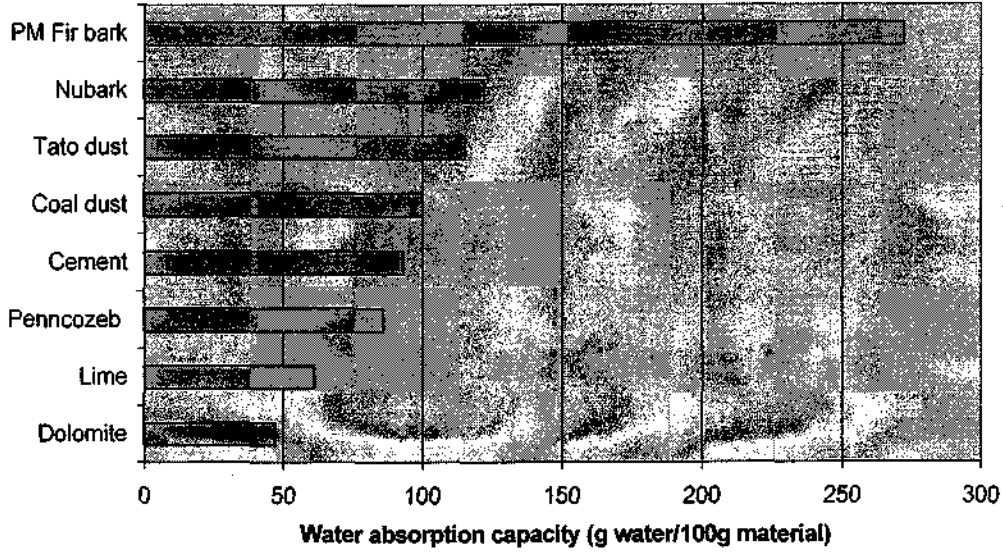 PM Fir bark
Nubark
Tato dust
Coal dust
Cement
Penncozeb
Lime
Dolomite
0 50 100 150 200 250 300
Water absorption capacity (g water/100g material)